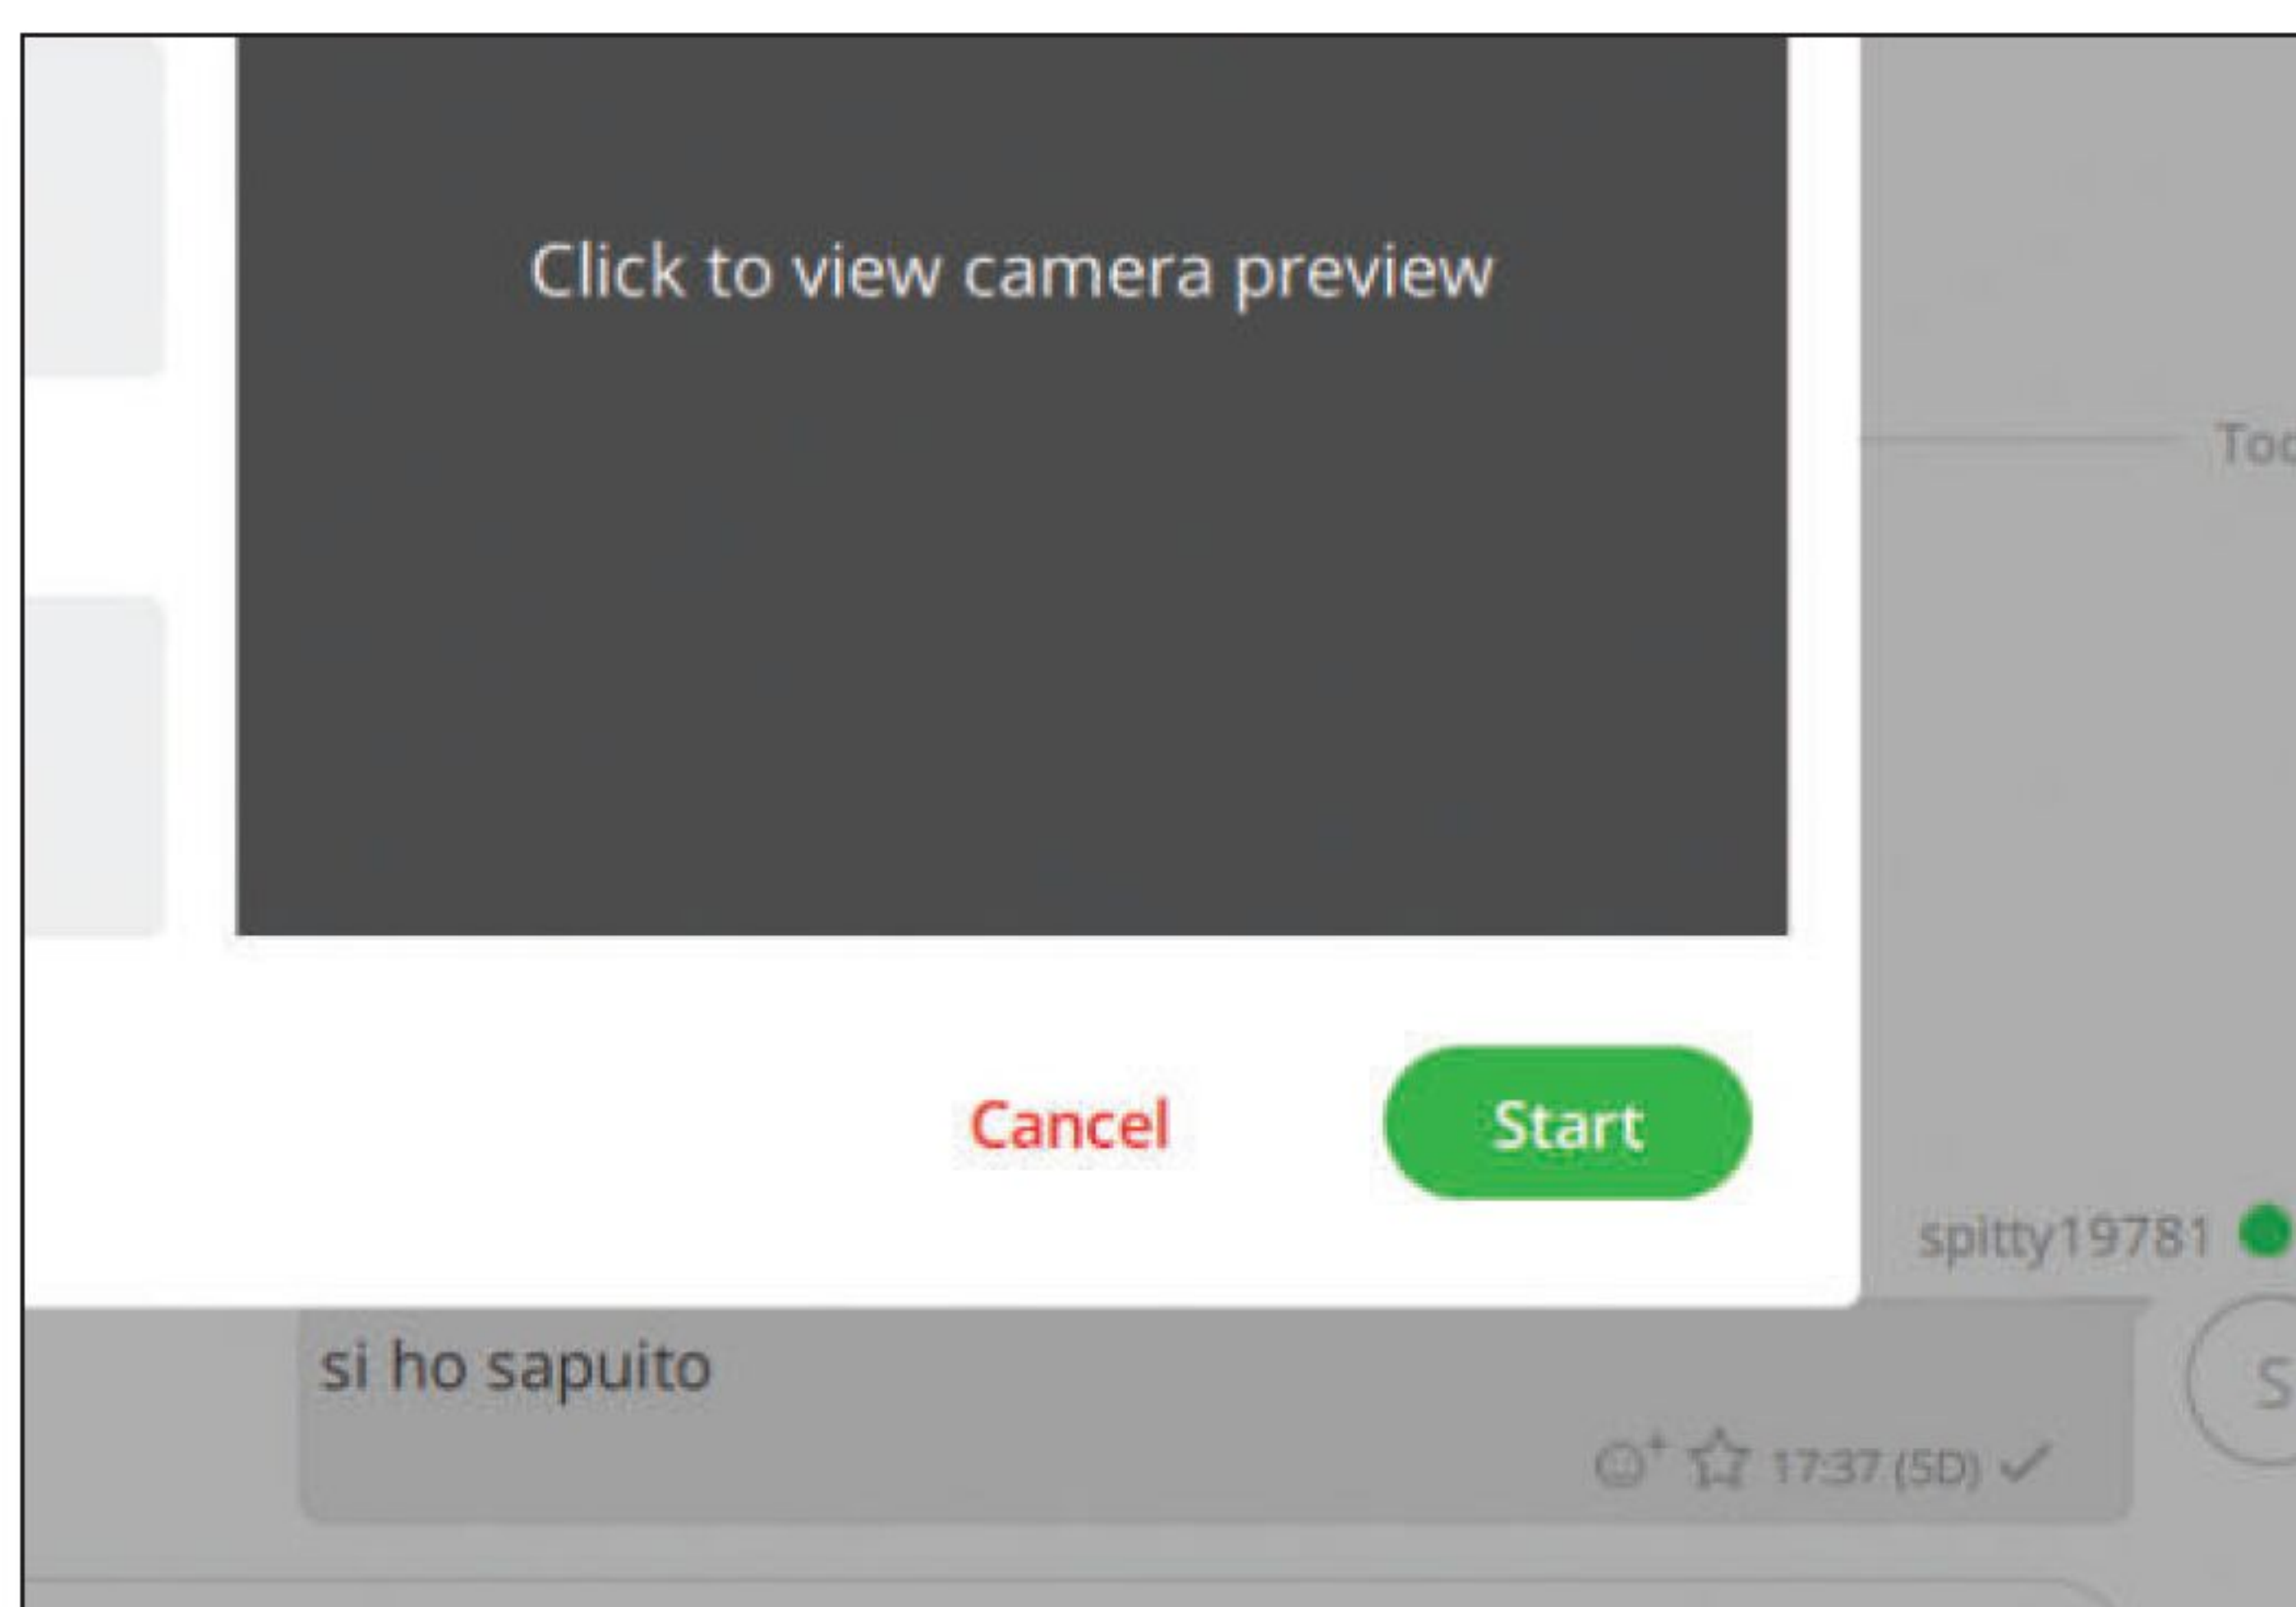 Click to view camera preview
Cancel
Start
spitty19781
si ho sapuito
17:37 (5D)